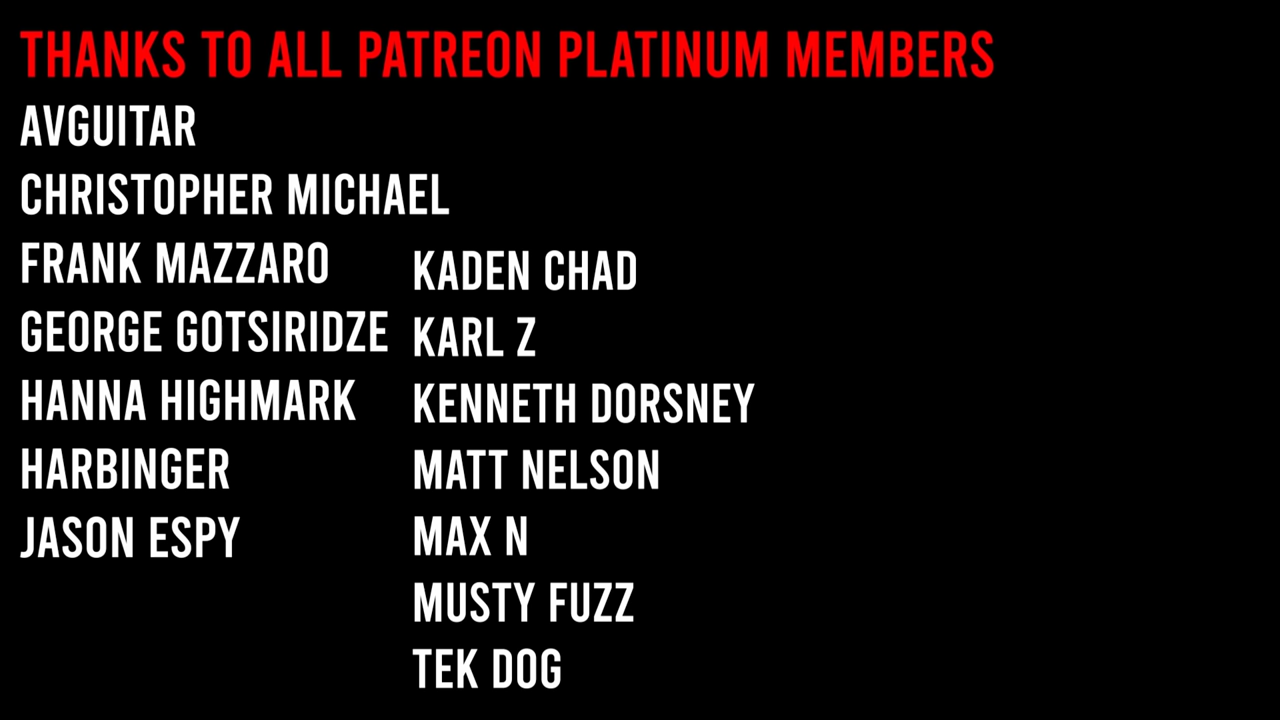 THANKS TO ALL PATREON PLATINUM MEMBERS
AVGUITAR
CHRISTOPHER MICHAEL
FRANK MAZZARO
GEORGE GOTSIRIDZE
HANNA HIGHMARK
HARBINGER
JASON ESPY
KADEN CHAD
KARL Z
KENNETH DORSNEY
MATT NELSON
MAX N
MUSTY FUZZ
TEK DOG